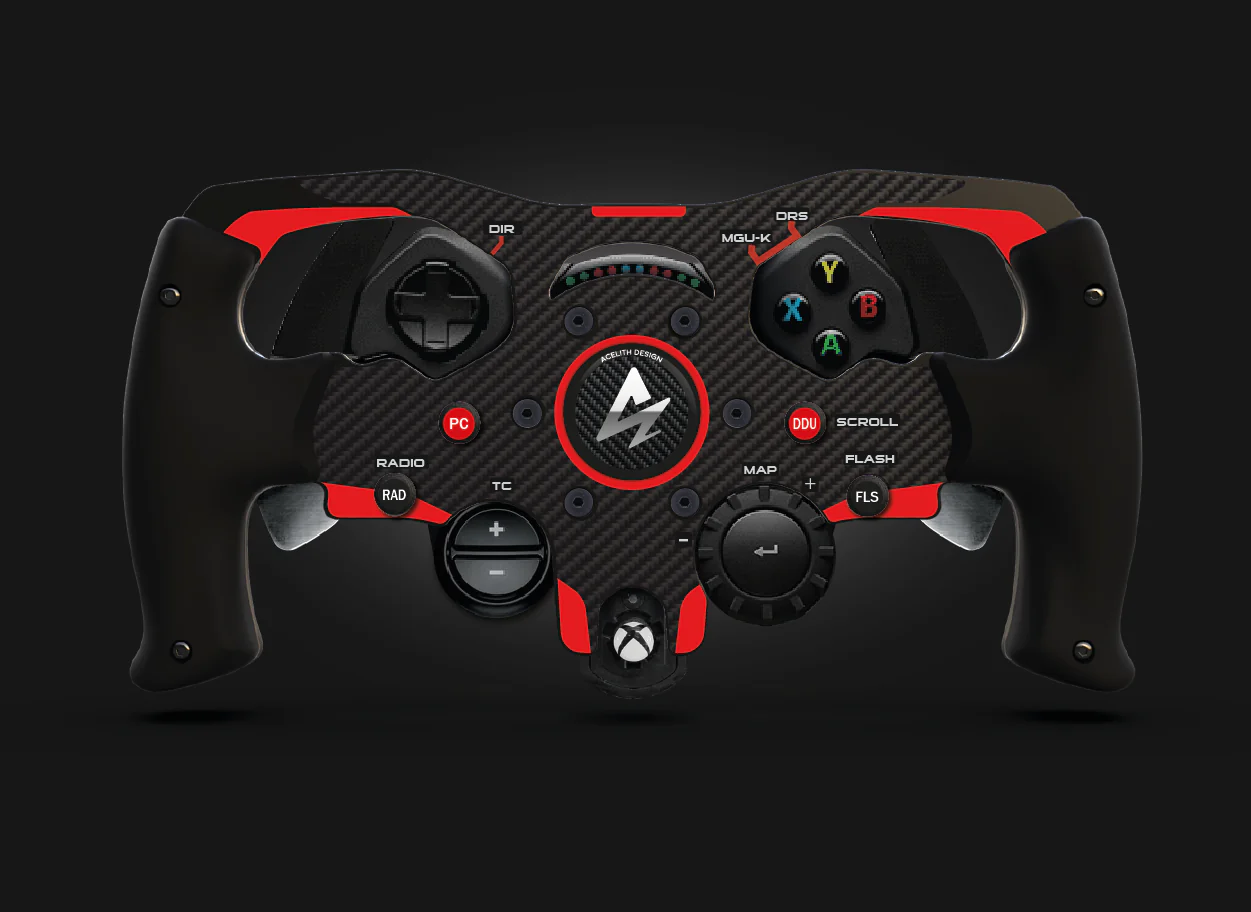 DRS
DIR
MGU-K
Y
X
B
A
ACELITH DESIGN
PC
DDU
SCROLL
RADIO
FLASH
MAP
RAD
TC
+
FLS
+
-
-